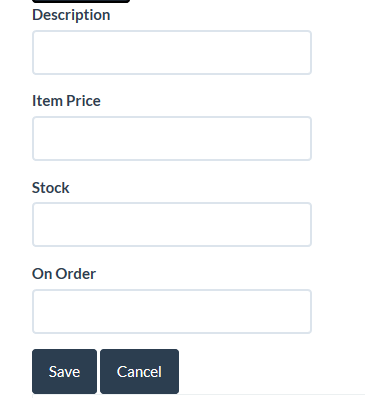 Description
Item Price
Stock
On Order
Save Cancel